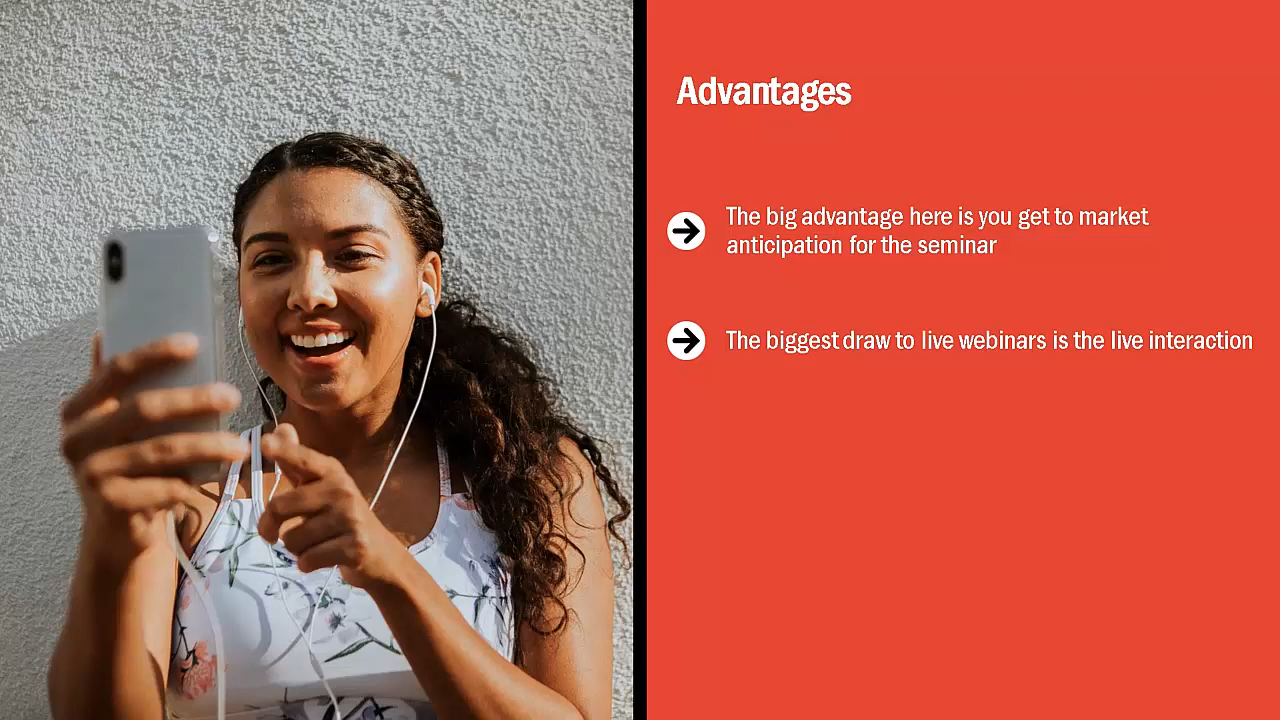 Advantages
The big advantage here is you get to market
anticipation for the seminar
The biggest draw to live webinars is the live interaction